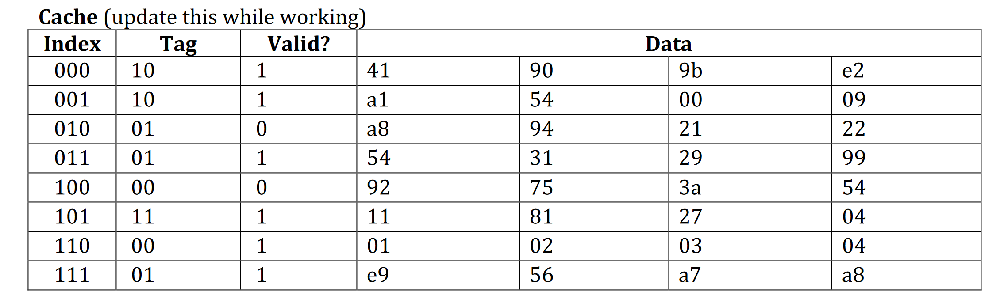 Cache (update this while working)
Index Tag Valid? Data
000 10 1 41 90 9b e2
001 10 1 a1 54 00 09
010 01 0 a8 94 21 22
011 01 1 54 31 29 99
100 00 0 92 75 3a 54
101 11 1 11 81 27 04
110 00 1 01 02 03 04
111 01 1 e9 56 a7 a8